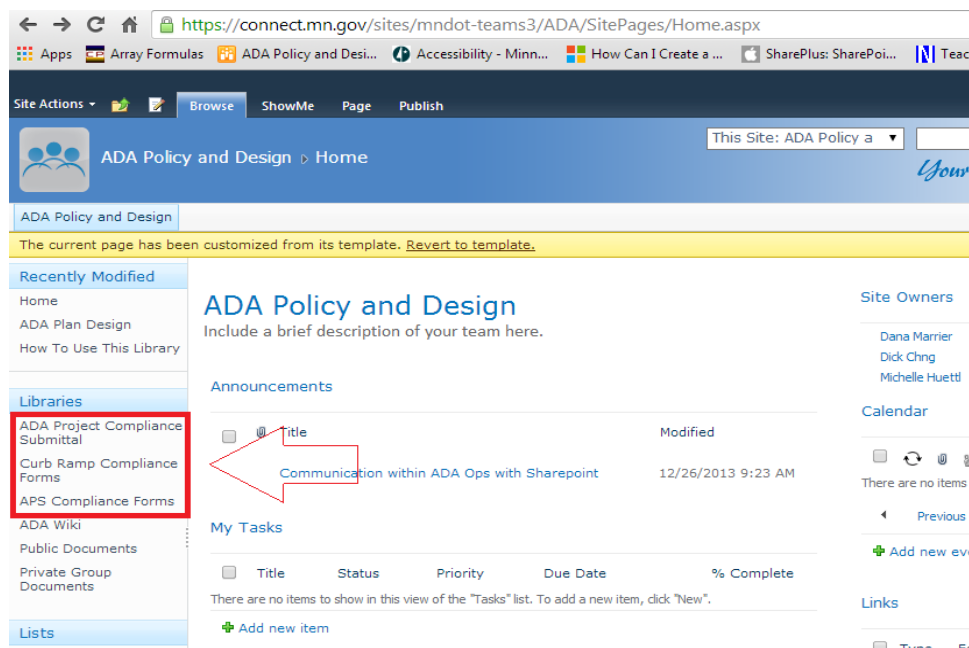 https://connect.mn.gov/sites/mndot-teams3/ADA/SitePages/Home.aspx
Apps Array Formulas ADA Policy and Desi... Accessibility - Minn... How Can I Create a ... SharePlus: SharePoi...
Site Actions Browse ShowMe Page Publish
ADA Policy and Design Home
This Site: ADA Policy a
ADA Policy and Design
The current page has been customized from its template. Revert to template.
Recently Modified
Home
ADA Plan Design
How To Use This Library
Libraries
ADA Project Compliance
Submittal
Curb Ramp Compliance
Forms
APS Compliance Forms
ADA Wiki
Public Documents
Private Group
Documents
Lists
ADA Policy and Design
Include a brief description of your team here.
Announcements
Title Modified
Communication within ADA Ops with Sharepoint 12/26/2013 9:23 AM
My Tasks
Title Status Priority Due Date % Complete
There are no items to show in this view of the "Tasks" list. To add a new item, click "New".
Add new item
Site Owners
Dana Marrier
Dick Chng
Michelle Huettl
Calendar
There are no items
Previous
Add new
Links